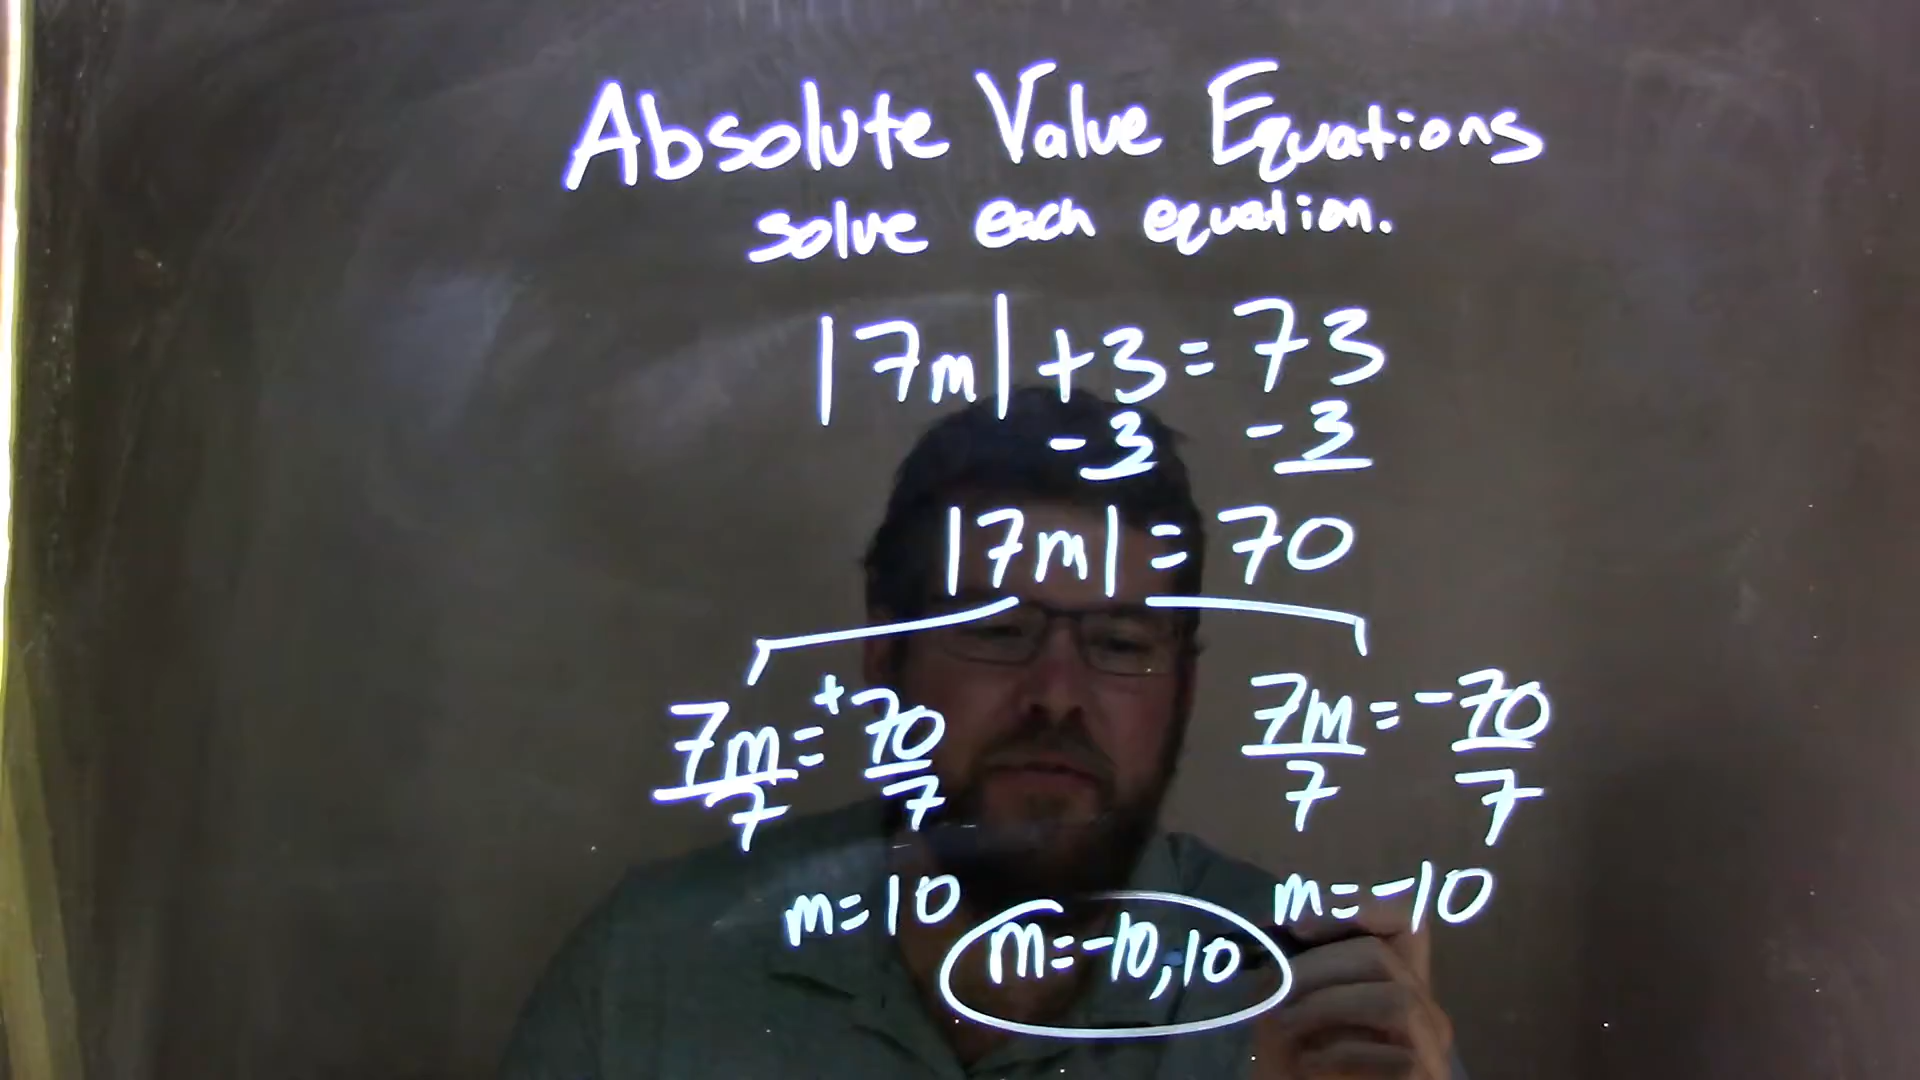 Absolute Value Equations
solve each equation.
|7m| +3 = 73
-3 -3
|7m| = 70
7m = +70 7m = -70
7 7 7 7
m = 10 m = -10
m = -10, 10